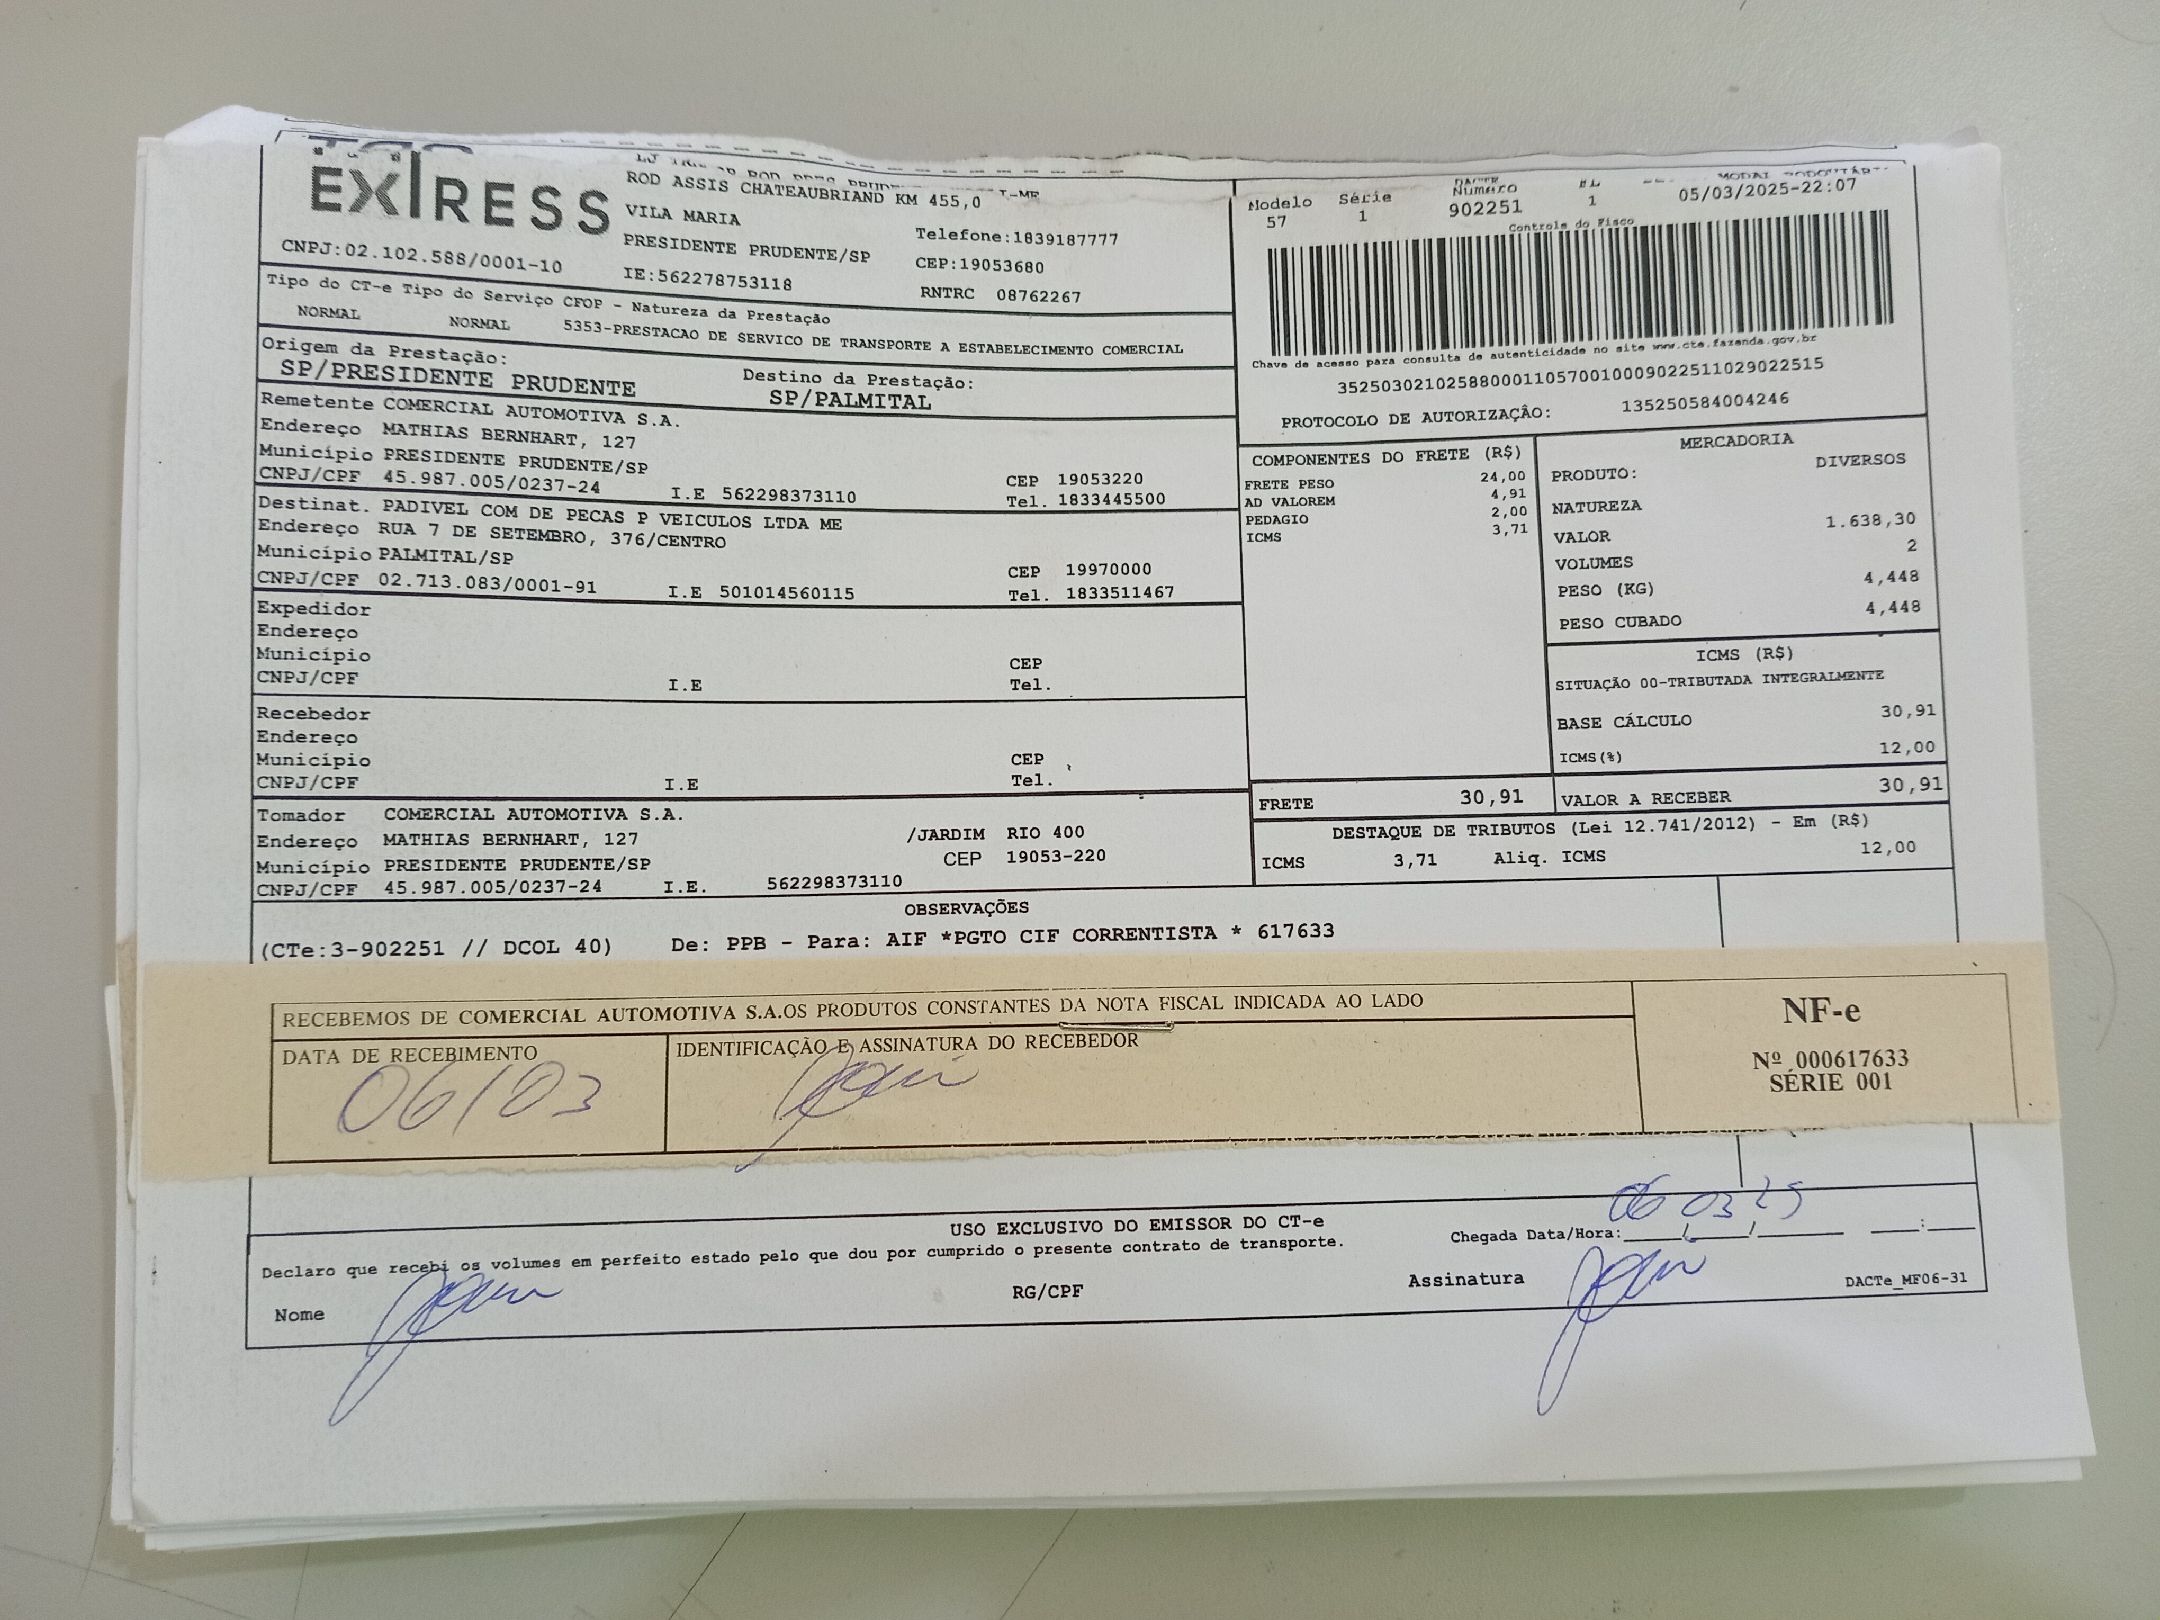 EXTRESS
ROD ASSIS CHATEAUBRIAND KM 455,0
VILA MARIA
PRESIDENTE PRUDENTE/SP
IE:562278753118
Telefone:1839187777
CEP:19053680
RNTRC 08762267
CNPJ:02.102.588/0001-10
Modelo Série Número
57 1 902251 1 05/03/2025-22:07
Controle do Fisco
Chave de acesso para consulta de autenticidade no site www.cte.fazenda.gov.br
35250302102588000110570010009022511029022515
PROTOCOLO DE AUTORIZAÇÃO: 135250584004246
Tipo do CT-e Tipo do Serviço CFOP - Natureza da Prestação
NORMAL NORMAL 5353-PRESTACAO DE SERVICO DE TRANSPORTE A ESTABELECIMENTO COMERCIAL
Origem da Prestação: Destino da Prestação:
SP/PRESIDENTE PRUDENTE SP/PALMITAL
Remetente COMERCIAL AUTOMOTIVA S.A.
Endereço MATHIAS BERNHART, 127
Município PRESIDENTE PRUDENTE/SP CEP 19053220
CNPJ/CPF 45.987.005/0237-24 I.E 562298373110 Tel. 1833445500
Destinat. PADIVEL COM DE PECAS P VEICULOS LTDA ME
Endereço RUA 7 DE SETEMBRO, 376/CENTRO
Município PALMITAL/SP CEP 19970000
CNPJ/CPF 02.713.083/0001-91 I.E 501014560115 Tel. 1833511467
Expedidor
Endereço
Município CEP
CNPJ/CPF I.E Tel.
Recebedor
Endereço
Município CEP
CNPJ/CPF I.E Tel.
Tomador COMERCIAL AUTOMOTIVA S.A.
Endereço MATHIAS BERNHART, 127 /JARDIM RIO 400
Município PRESIDENTE PRUDENTE/SP CEP 19053-220
CNPJ/CPF 45.987.005/0237-24 I.E. 562298373110
COMPONENTES DO FRETE (R$)
FRETE PESO 24,00
AD VALOREM 4,91
PEDAGIO 2,00
ICMS 3,71
MERCADORIA
PRODUTO: DIVERSOS
NATUREZA
VALOR 1.638,30
VOLUMES 2
PESO (KG) 4,448
PESO CUBADO 4,448
ICMS (R$)
SITUAÇÃO 00-TRIBUTADA INTEGRALMENTE
BASE CÁLCULO 30,91
ICMS(%) 12,00
FRETE 30,91 VALOR A RECEBER 30,91
DESTAQUE DE TRIBUTOS (Lei 12.741/2012) - Em (R$)
ICMS 3,71 Aliq. ICMS 12,00
OBSERVAÇÕES
(CTe:3-902251 // DCOL 40) De: PPB - Para: AIF *PGTO CIF CORRENTISTA * 617633
RECEBEMOS DE COMERCIAL AUTOMOTIVA S.A.OS PRODUTOS CONSTANTES DA NOTA FISCAL INDICADA AO LADO
DATA DE RECEBIMENTO IDENTIFICAÇÃO E ASSINATURA DO RECEBEDOR
06/03
NF-e
Nº 000617633
SÉRIE 001
USO EXCLUSIVO DO EMISSOR DO CT-e
Declaro que recebi os volumes em perfeito estado pelo que dou por cumprido o presente contrato de transporte.
Chegada Data/Hora: 06/03/25 :
Nome RG/CPF Assinatura DACTe_MF06-31